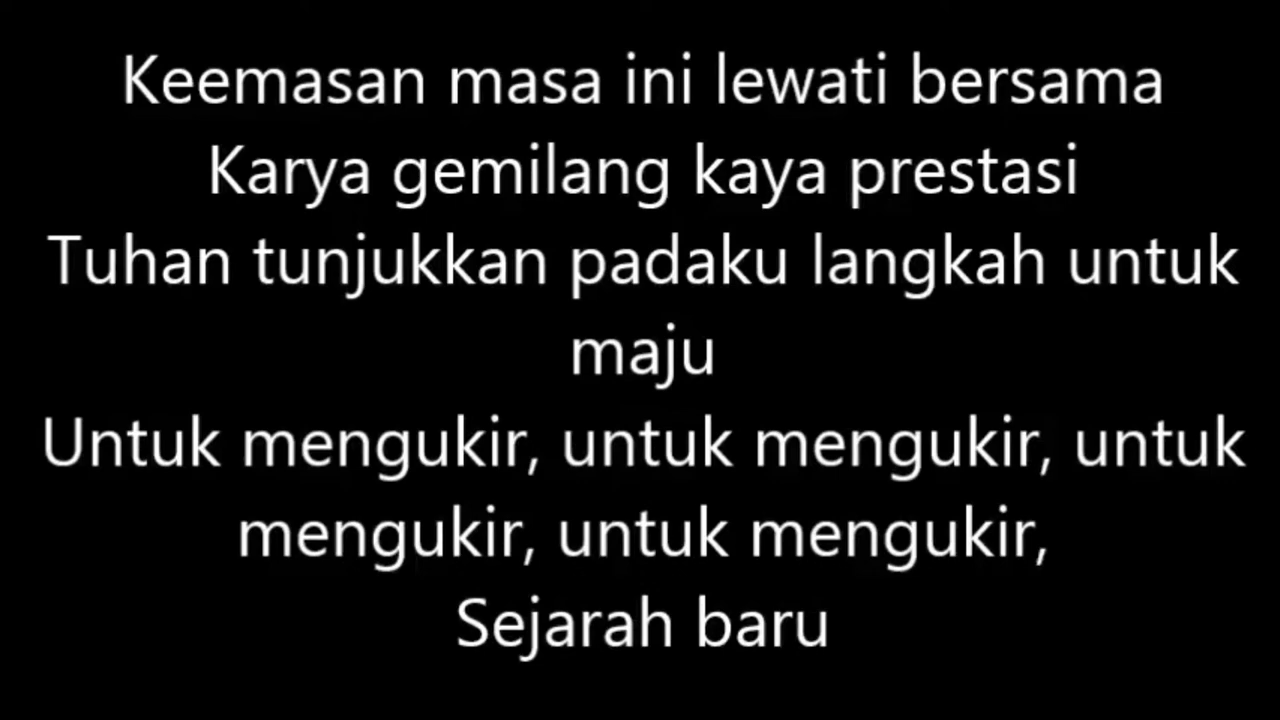 Keemasan masa ini lewati bersama
Karya gemilang kaya prestasi
Tuhan tunjukkan padaku langkah untuk
maju
Untuk mengukir, untuk mengukir, untuk
mengukir, untuk mengukir,
Sejarah baru